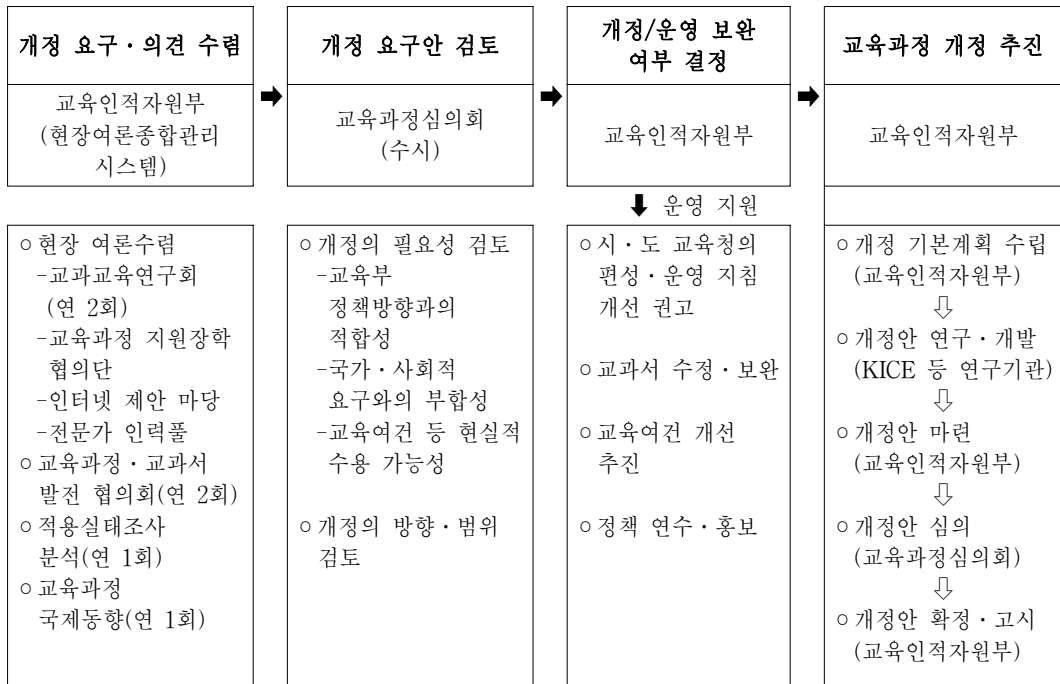 개정 요구·의견 수렴
교육인적자원부
(현장여론종합관리
시스템)
➡
개정 요구안 검토
교육과정심의회
(수시)
➡
개정/운영 보완
여부 결정
교육인적자원부
➡
교육과정 개정 추진
교육인적자원부
⬇ 운영 지원
○현장 여론수렴
-교과교육연구회
(연 2회)
-교육과정 지원장학
협의단
-인터넷 제안 마당
-전문가 인력풀
○교육과정·교과서
발전 협의회(연 2회)
○적용실태조사
분석(연 1회)
○교육과정
국제동향(연 1회)
○개정의 필요성 검토
-교육부
정책방향과의
적합성
-국가·사회적
요구와의 부합성
-교육여건 등 현실적
수용 가능성
○개정의 방향·범위
검토
○시·도 교육청의
편성·운영 지침
개선 권고
○교과서 수정·보완
○교육여건 개선
추진
○정책 연수·홍보
○개정 기본계획 수립
(교육인적자원부)
⇩
○개정안 연구·개발
(KICE 등 연구기관)
⇩
○개정안 마련
(교육인적자원부)
⇩
○개정안 심의
(교육과정심의회)
⇩
○개정안 확정·고시
(교육인적자원부)